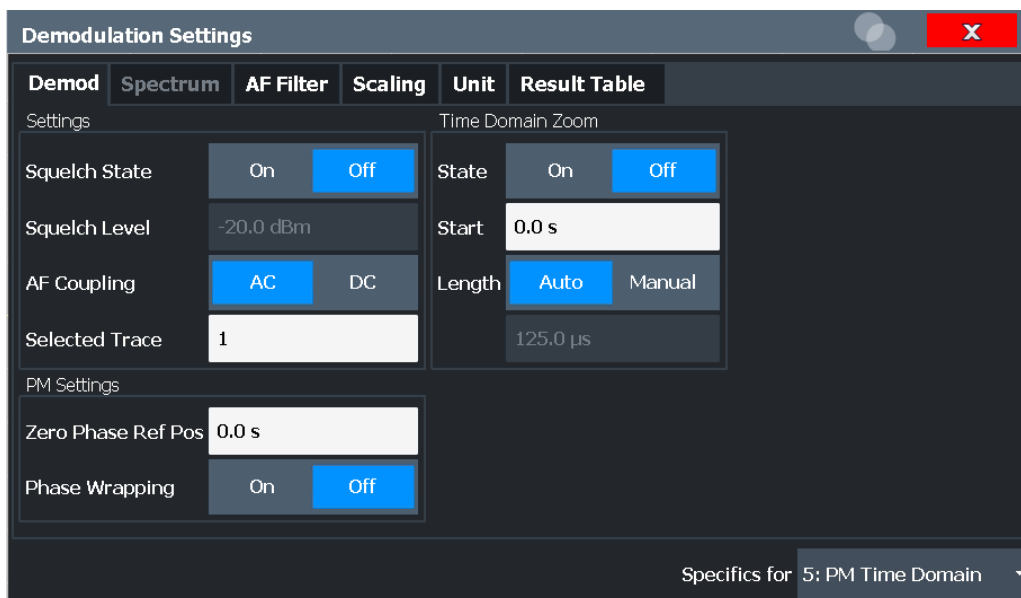 Demodulation Settings X
Demod Spectrum AF Filter Scaling Unit Result Table
Settings
Squelch State On Off
Squelch Level -20.0 dBm
AF Coupling AC DC
Selected Trace 1
Time Domain Zoom
State On Off
Start 0.0 s
Length Auto Manual
125.0 µs
PM Settings
Zero Phase Ref Pos 0.0 s
Phase Wrapping On Off
Specifics for 5: PM Time Domain